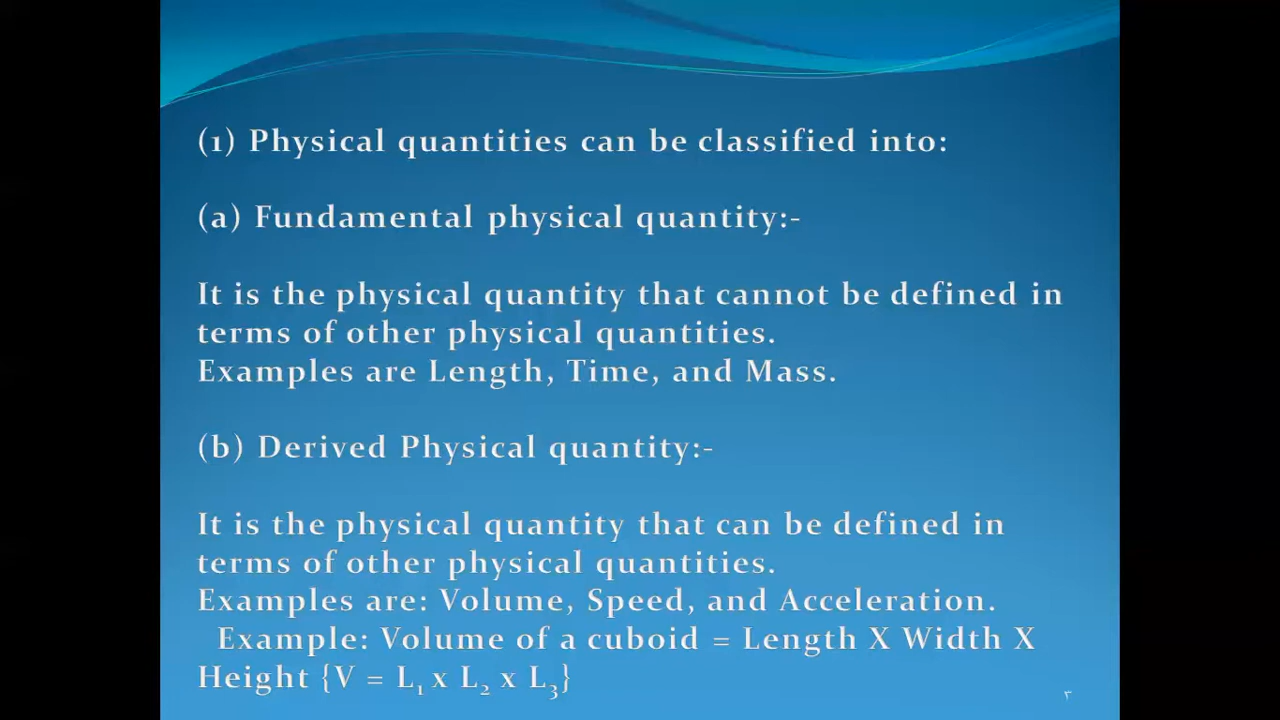 (1) Physical quantities can be classified into:
(a) Fundamental physical quantity:-
It is the physical quantity that cannot be defined in
terms of other physical quantities.
Examples are Length, Time, and Mass.
(b) Derived Physical quantity:-
It is the physical quantity that can be defined in
terms of other physical quantities.
Examples are: Volume, Speed, and Acceleration.
Example: Volume of a cuboid = Length X Width X
Height {V = L₁ x L₂ x L₃}
٣